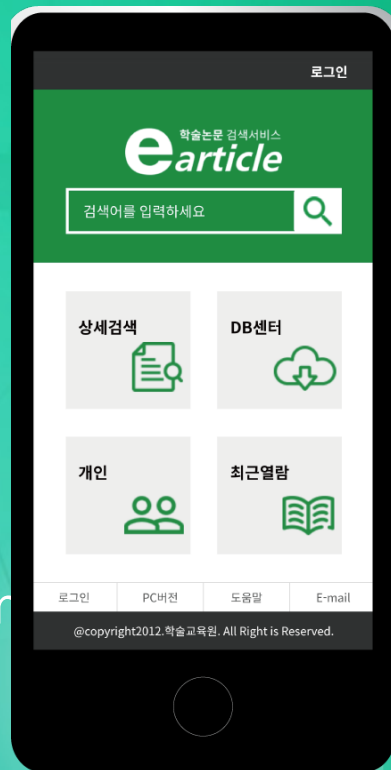 로그인
학술논문 검색서비스
earticle
검색어를 입력하세요
상세검색
DB센터
개인
최근열람
로그인 PC버전 도움말 E-mail
@copyright2012.학술교육원. All Right is Reserved.